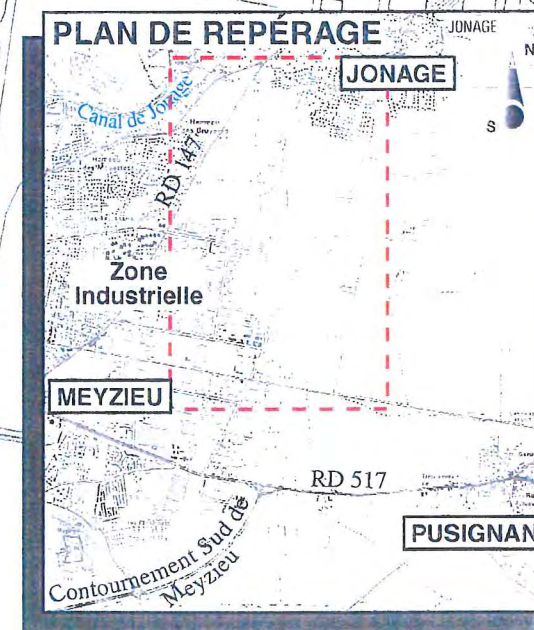 PLAN DE REPÉRAGE
JONAGE
N
JONAGE
S
Canal de Jonage
RD 147
Zone
Industrielle
MEYZIEU
RD 517
PUSIGNAN
Contournement Sud de
Meyzieu